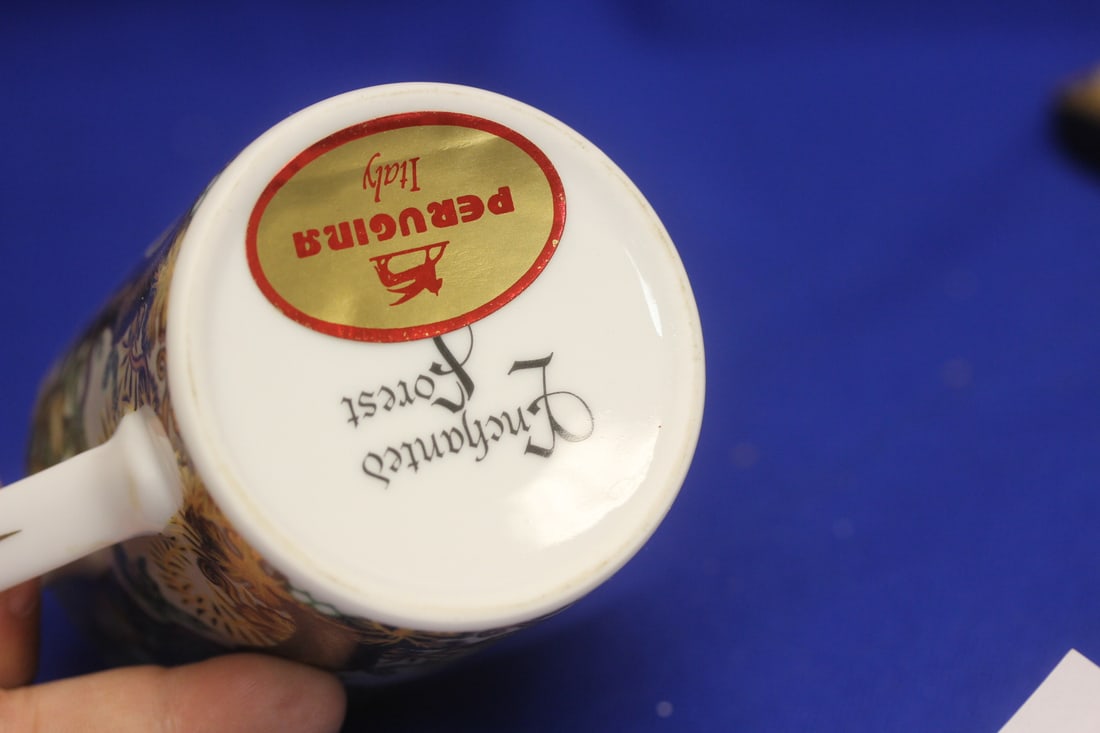 Enchanted
Forest
PERUGINA
Italy